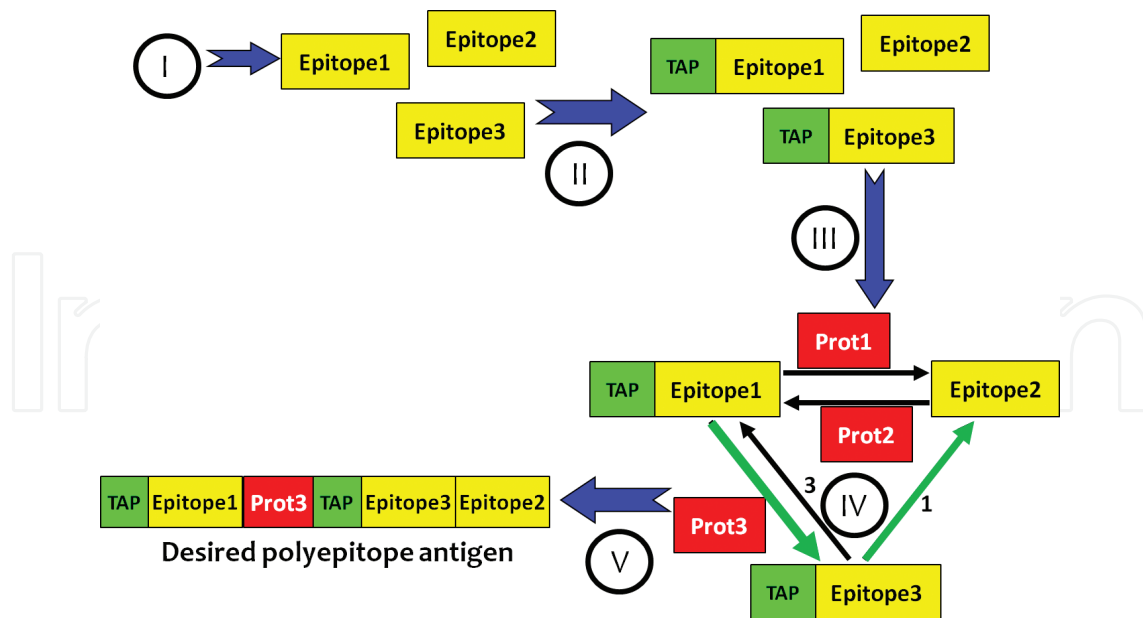 I
Epitope1
Epitope2
Epitope3
II
TAP Epitope1
Epitope2
TAP Epitope3
III
Prot1
TAP Epitope1
Epitope2
Prot2
3
IV
1
TAP Epitope1 Prot3 TAP Epitope3 Epitope2
Desired polyepitope antigen
Prot3
V
TAP Epitope3